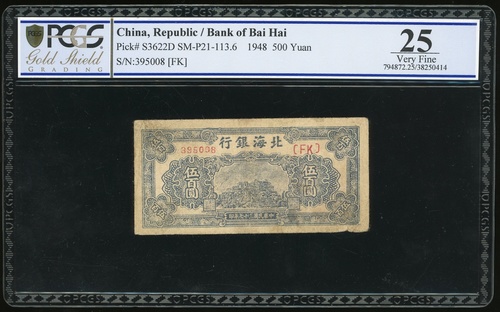 PCGS
Gold Shield
GRADING
China, Republic / Bank of Bai Hai
Pick# S3622D SM-P21-113.6 1948 500 Yuan
S/N:395008 [FK]
25
Very Fine
794872.25/38250414
行銀海北
[FK]
伍百圓
伍百圓